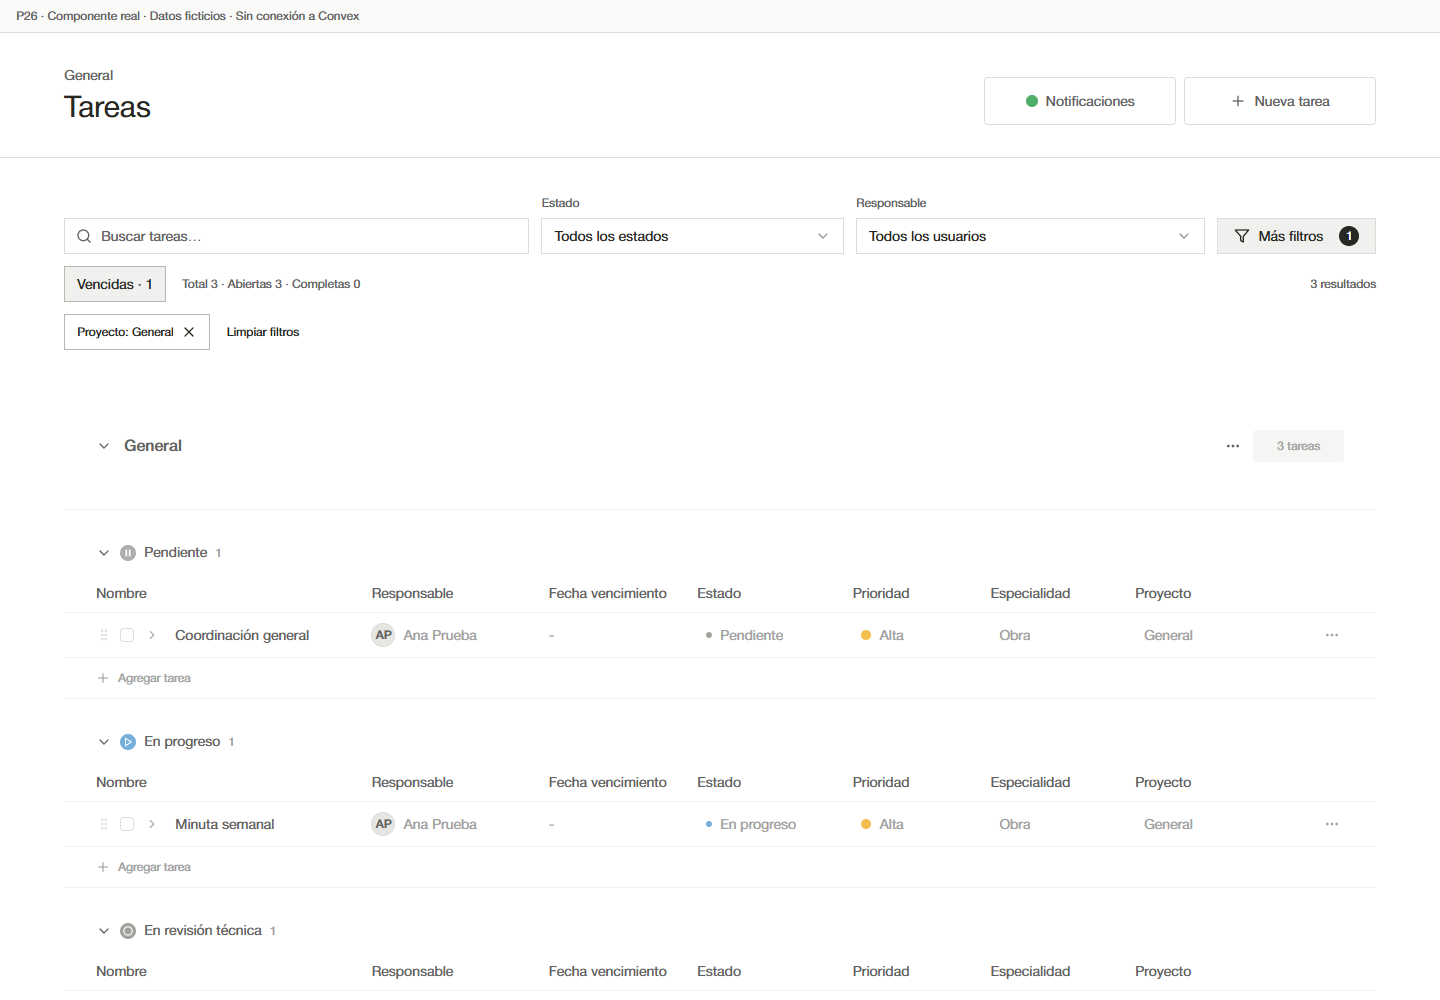 P26 · Componente real · Datos ficticios · Sin conexión a Convex
General
Tareas
Notificaciones
Nueva tarea
Estado
Responsable
Buscar tareas…
Todos los estados
Todos los usuarios
Más filtros 1
Vencidas · 1
Total 3 · Abiertas 3 · Completas 0
3 resultados
Proyecto: General
Limpiar filtros
General
3 tareas
Pendiente 1
Nombre Responsable Fecha vencimiento Estado Prioridad Especialidad Proyecto
Coordinación general AP Ana Prueba - Pendiente Alta Obra General
Agregar tarea
En progreso 1
Nombre Responsable Fecha vencimiento Estado Prioridad Especialidad Proyecto
Minuta semanal AP Ana Prueba - En progreso Alta Obra General
Agregar tarea
En revisión técnica 1
Nombre Responsable Fecha vencimiento Estado Prioridad Especialidad Proyecto